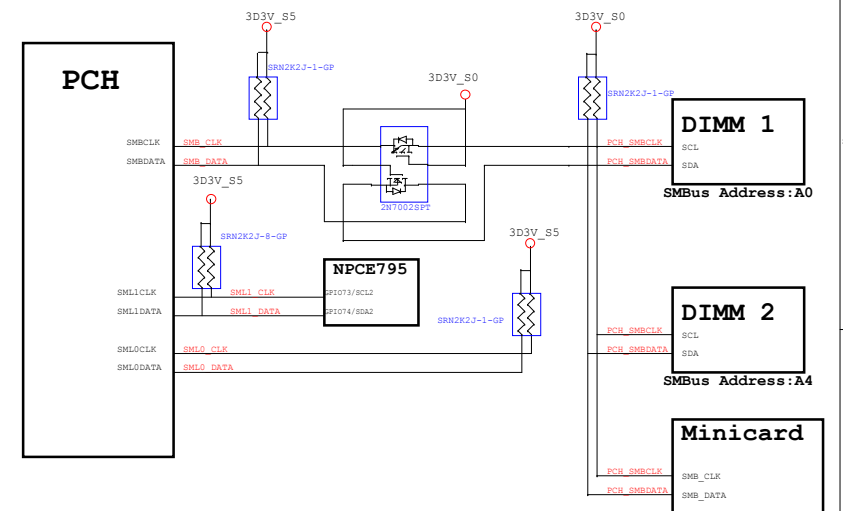 3D3V_S5
3D3V_S0
PCH
SRN2K2J-1-GP
3D3V_S0
SRN2K2J-1-GP
DIMM 1
SMBCLK
SMB_CLK
PCH_SMBCLK
SCL
SMBDATA
SMB_DATA
PCH_SMBDATA
SDA
3D3V_S5
SMBus Address:A0
2N7002SPT
3D3V_S5
SRN2K2J-8-GP
NPCE795
SML1CLK
SML1_CLK
GPIO73/SCL2
SML1DATA
SML1_DATA
GPIO74/SDA2
SRN2K2J-1-GP
DIMM 2
PCH_SMBCLK
SCL
SML0CLK
SML0_CLK
PCH_SMBDATA
SDA
SML0DATA
SML0_DATA
SMBus Address:A4
Minicard
PCH_SMBCLK
SMB_CLK
PCH_SMBDATA
SMB_DATA